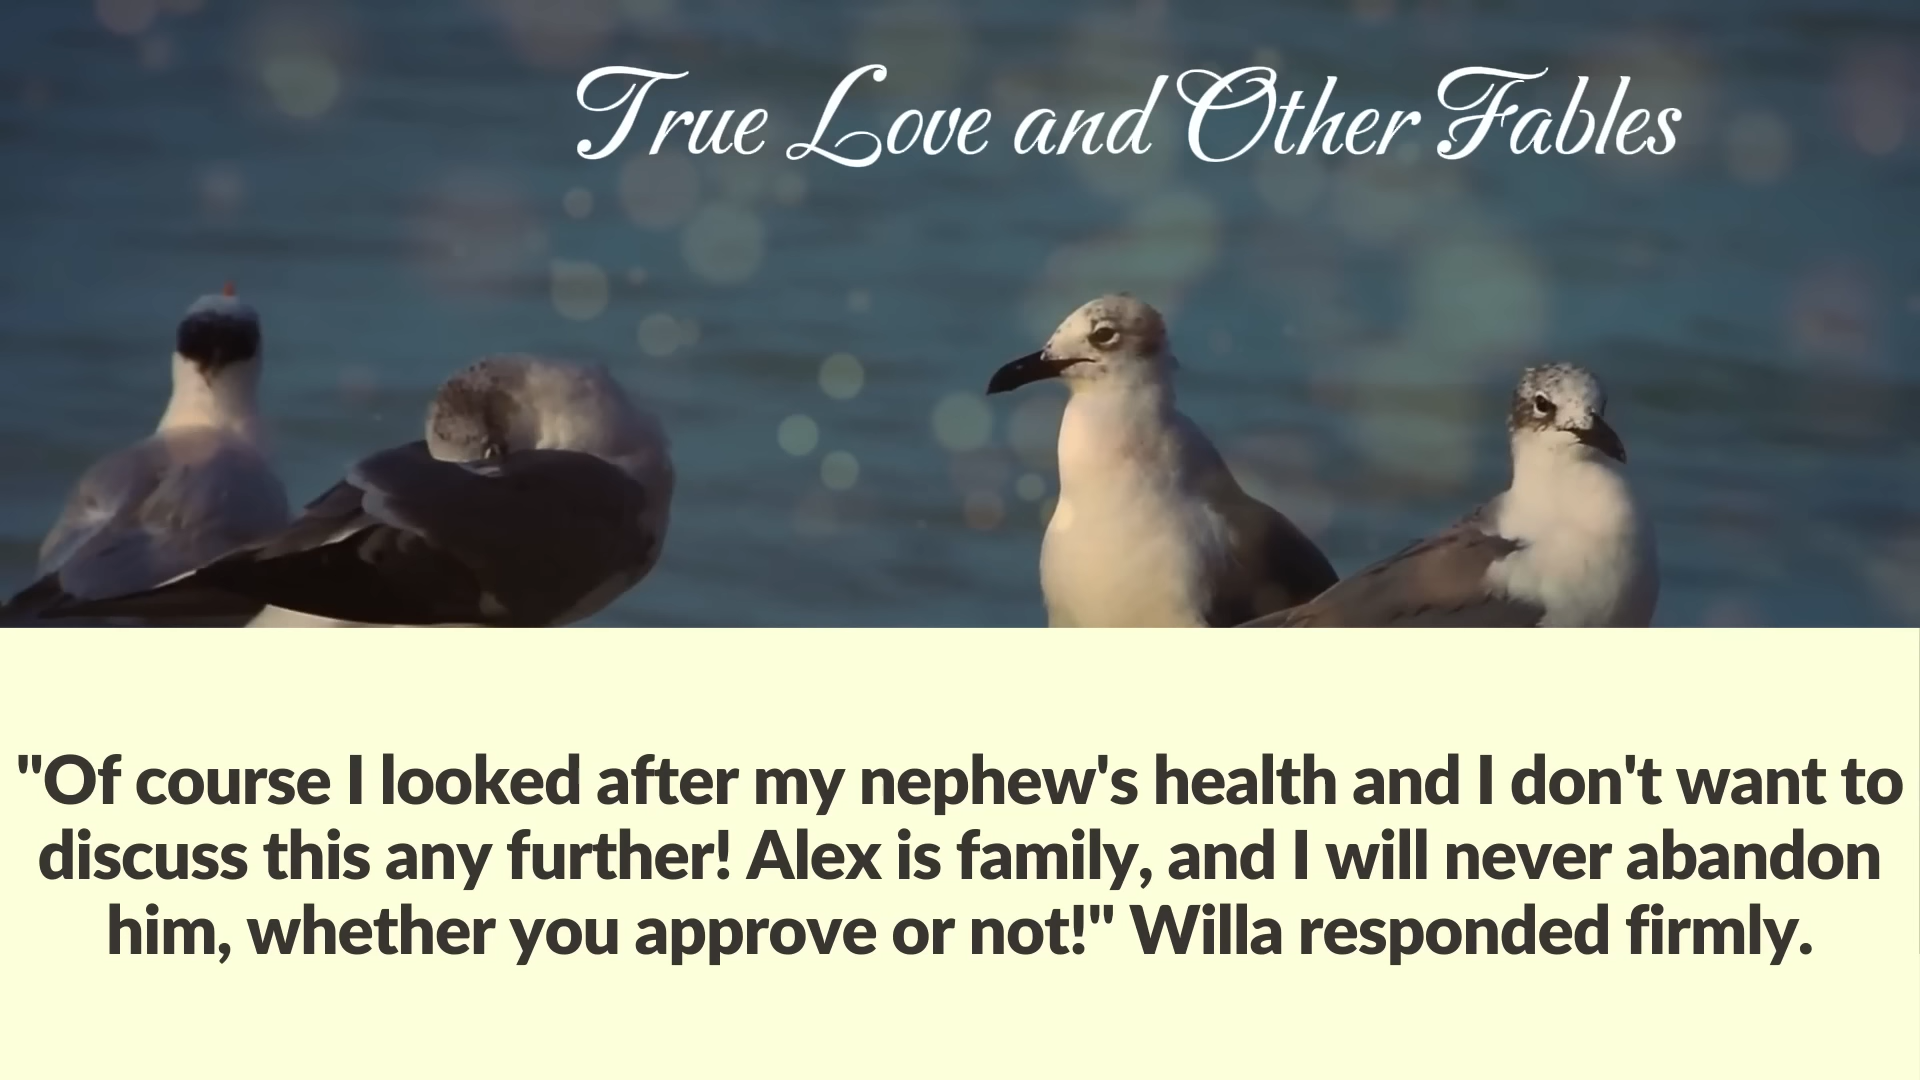 True Love and Other Fables
"Of course I looked after my nephew's health and I don't want to
discuss this any further! Alex is family, and I will never abandon
him, whether you approve or not!" Willa responded firmly.